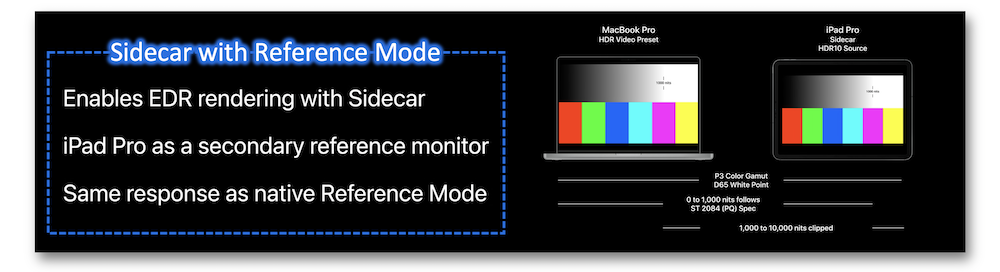 Sidecar with Reference Mode
Enables EDR rendering with Sidecar
iPad Pro as a secondary reference monitor
Same response as native Reference Mode
MacBook Pro
HDR Video Preset
1000 nits
iPad Pro
Sidecar
HDR10 Source
1000 nits
P3 Color Gamut
D65 White Point
0 to 1,000 nits follows
ST 2084 (PQ) Spec
1,000 to 10,000 nits clipped